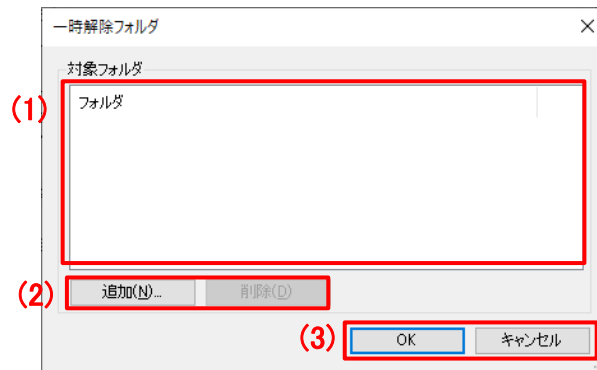 一時解除フォルダ
対象フォルダ
(1)
フォルダ
(2)
追加(N)... 削除(D)
(3)
OK キャンセル